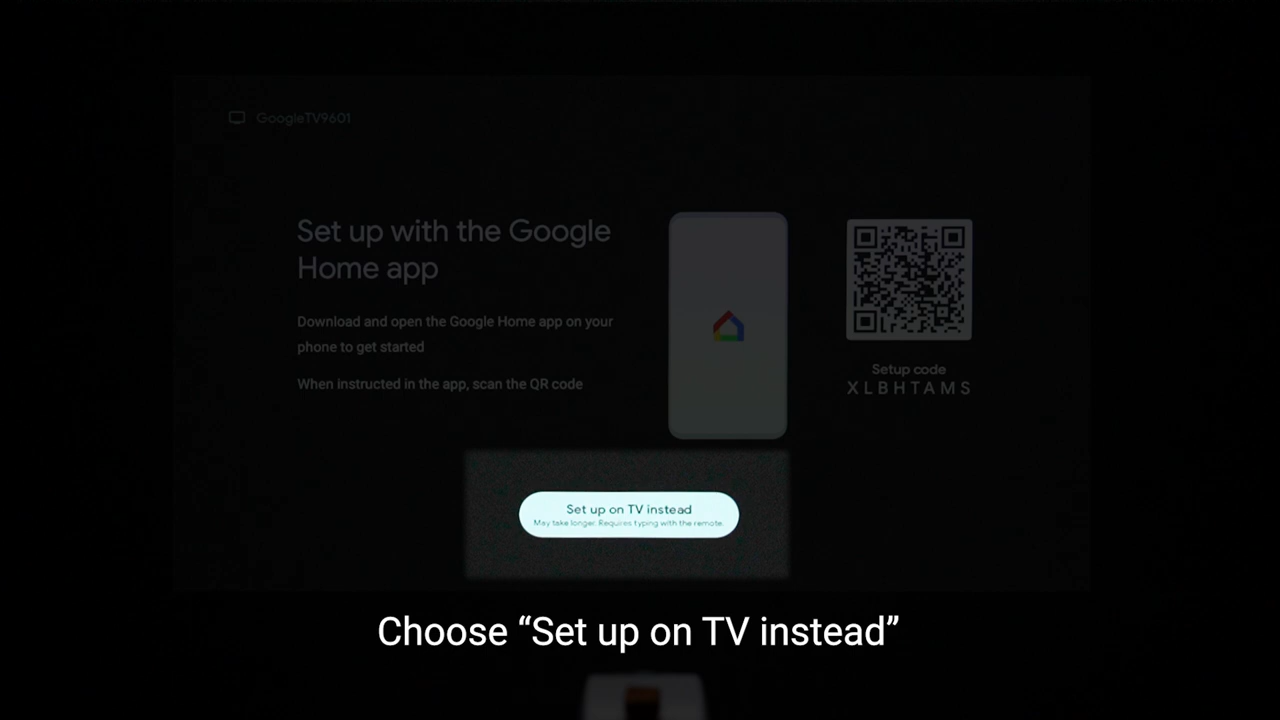 GoogleTV9601
Set up with the Google
Home app
Download and open the Google Home app on your
phone to get started
When instructed in the app, scan the QR code
Setup code
XLBHTAMS
Set up on TV instead
May take longer. Requires typing with the remote.
Choose “Set up on TV instead”